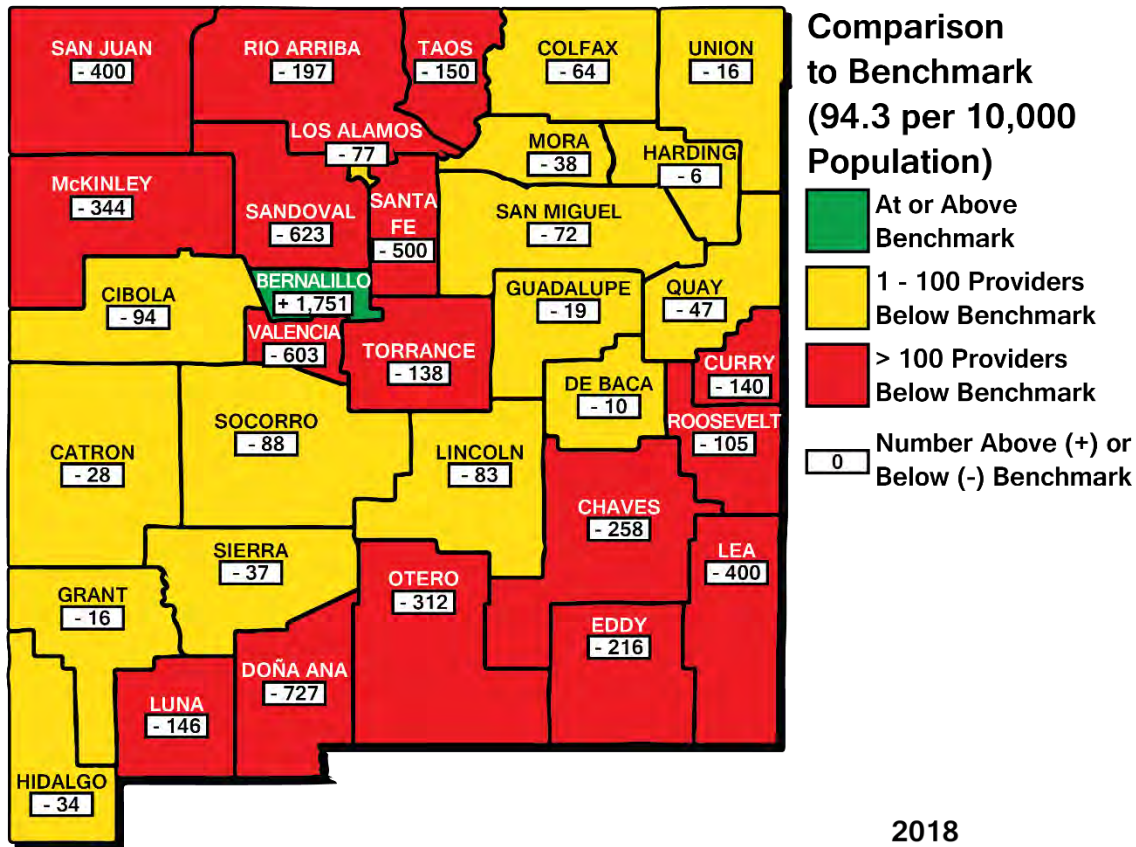 Comparison
to Benchmark
(94.3 per 10,000
Population)
At or Above
Benchmark
1 - 100 Providers
Below Benchmark
> 100 Providers
Below Benchmark
0
Number Above (+) or
Below (-) Benchmark
SAN JUAN
- 400
RIO ARRIBA
- 197
TAOS
- 150
COLFAX
- 64
UNION
- 16
LOS ALAMOS
- 77
MORA
- 38
HARDING
- 6
McKINLEY
- 344
SANDOVAL
- 623
SANTA
FE
- 500
SAN MIGUEL
- 72
CIBOLA
- 94
BERNALILLO
+ 1,751
GUADALUPE
- 19
QUAY
- 47
VALENCIA
- 603
TORRANCE
- 138
CURRY
- 140
DE BACA
- 10
ROOSEVELT
- 105
CATRON
- 28
SOCORRO
- 88
LINCOLN
- 83
CHAVES
- 258
LEA
- 400
SIERRA
- 37
OTERO
- 312
GRANT
- 16
EDDY
- 216
DOÑA ANA
- 727
LUNA
- 146
HIDALGO
- 34
2018